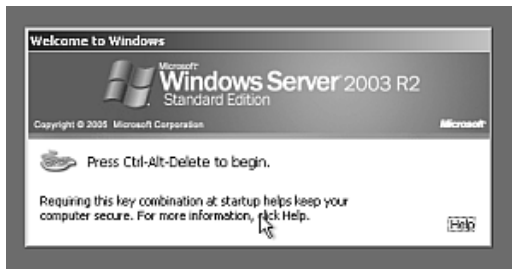 Welcome to Windows
Microsoft
Windows Server 2003 R2
Standard Edition
Copyright © 2005 Microsoft Corporation
Microsoft
Press Ctrl-Alt-Delete to begin.
Requiring this key combination at startup helps keep your
computer secure. For more information, click Help.
Help